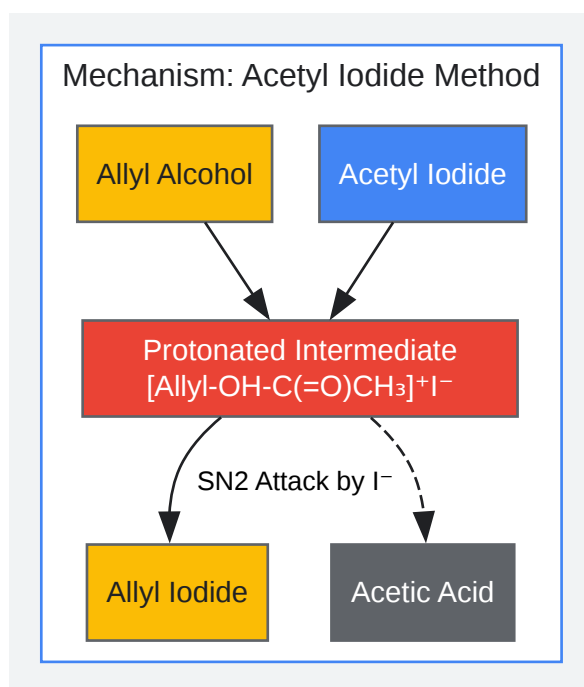 Mechanism: Acetyl Iodide Method
Allyl Alcohol
Acetyl Iodide
Protonated Intermediate
[Allyl-OH-C(=O)CH₃]⁺I⁻
SN2 Attack by I⁻
Allyl Iodide
Acetic Acid